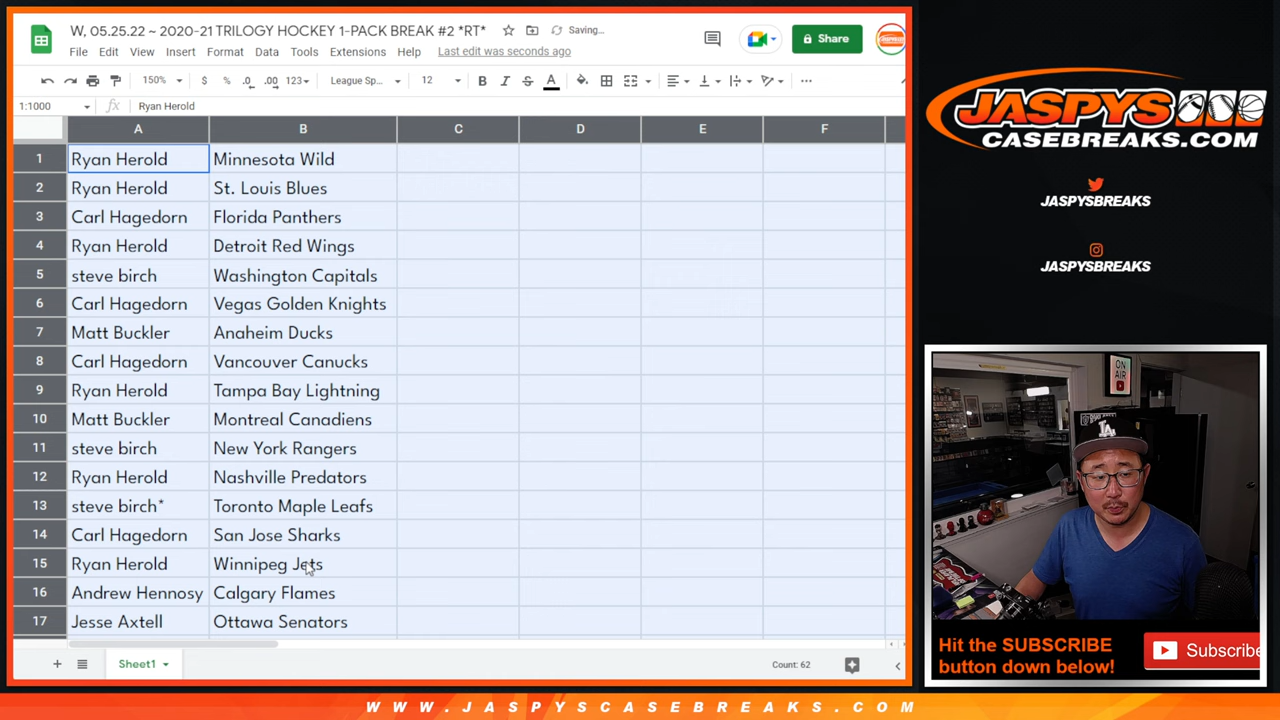 W, 05.25.22 ~ 2020-21 TRILOGY HOCKEY 1-PACK BREAK #2 *RT*
Saving...
File Edit View Insert Format Data Tools Extensions Help Last edit was seconds ago
Share
150% $ % .0 .00 123 League Sp... 12 B I S A
1:1000 fx Ryan Herold
A B C D E F
1 Ryan Herold Minnesota Wild
2 Ryan Herold St. Louis Blues
3 Carl Hagedorn Florida Panthers
4 Ryan Herold Detroit Red Wings
5 steve birch Washington Capitals
6 Carl Hagedorn Vegas Golden Knights
7 Matt Buckler Anaheim Ducks
8 Carl Hagedorn Vancouver Canucks
9 Ryan Herold Tampa Bay Lightning
10 Matt Buckler Montreal Canadiens
11 steve birch New York Rangers
12 Ryan Herold Nashville Predators
13 steve birch* Toronto Maple Leafs
14 Carl Hagedorn San Jose Sharks
15 Ryan Herold Winnipeg Jets
16 Andrew Hennosy Calgary Flames
17 Jesse Axtell Ottawa Senators
Sheet1
Count: 62
JASPYS
CASEBREAKS.COM
JASPYSBREAKS
JASPYSBREAKS
ON
AIR
LA
Hit the SUBSCRIBE
button down below!
Subscribe
WWW.JASPYSCASEBREAKS.COM